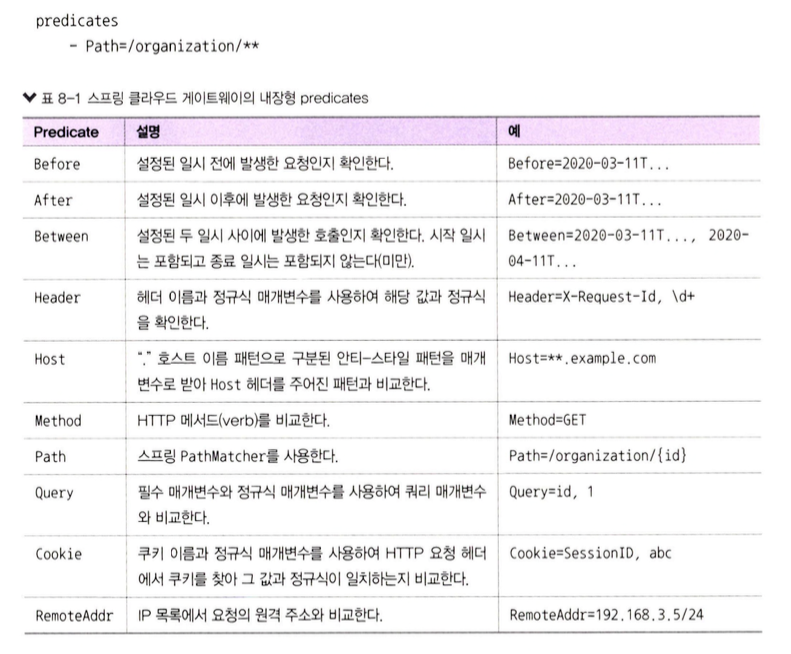 predicates
- Path=/organization/**
표 8-1 스프링 클라우드 게이트웨이의 내장형 predicates
Predicate 설명 예
Before 설정된 일시 전에 발생한 요청인지 확인한다. Before=2020-03-11T...
After 설정된 일시 이후에 발생한 요청인지 확인한다. After=2020-03-11T...
Between 설정된 두 일시 사이에 발생한 호출인지 확인한다. 시작 일시 Between=2020-03-11T..., 2020-
는 포함되고 종료 일시는 포함되지 않는다(미만). 04-11T...
Header 헤더 이름과 정규식 매개변수를 사용하여 해당 값과 정규식 Header=X-Request-Id, \d+
을 확인한다.
Host “.” 호스트 이름 패턴으로 구분된 안티-스타일 패턴을 매개 Host=**.example.com
변수로 받아 Host 헤더를 주어진 패턴과 비교한다.
Method HTTP 메서드(verb)를 비교한다. Method=GET
Path 스프링 PathMatcher를 사용한다. Path=/organization/{id}
Query 필수 매개변수와 정규식 매개변수를 사용하여 쿼리 매개변수 Query=id, 1
와 비교한다.
Cookie 쿠키 이름과 정규식 매개변수를 사용하여 HTTP 요청 헤더 Cookie=SessionID, abc
에서 쿠키를 찾아 그 값과 정규식이 일치하는지 비교한다.
RemoteAddr IP 목록에서 요청의 원격 주소와 비교한다. RemoteAddr=192.168.3.5/24